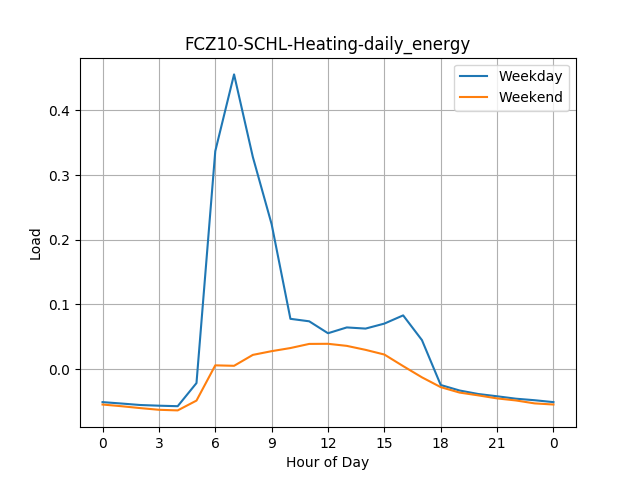 FCZ10-SCHL-Heating-daily_energy
Weekday
Weekend
Load
0.4
0.3
0.2
0.1
0.0
0 3 6 9 12 15 18 21 0
Hour of Day